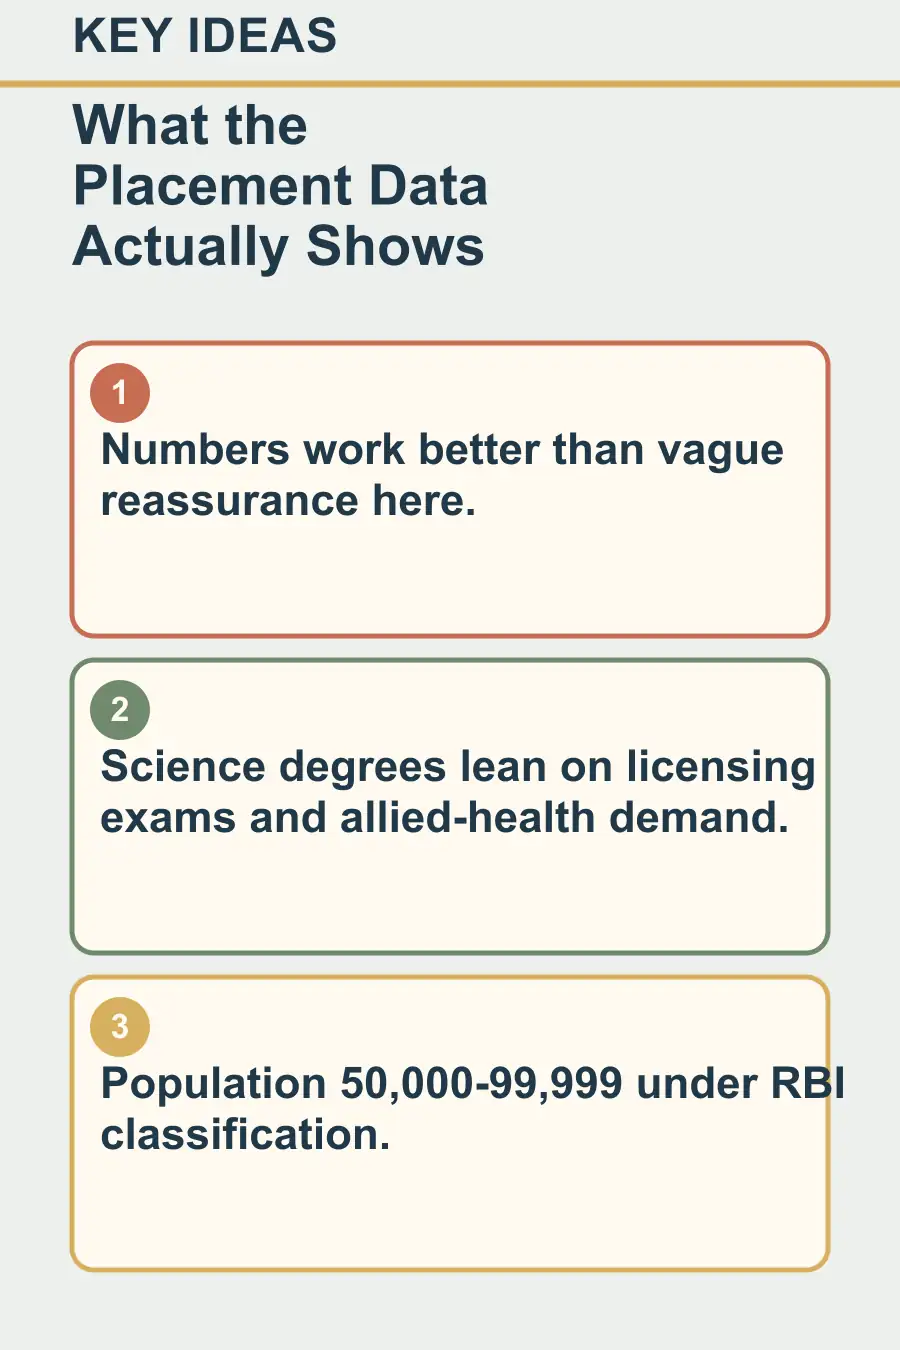 KEY IDEAS
What the
Placement Data
Actually Shows
1
Numbers work better than vague
reassurance here.
2
Science degrees lean on licensing
exams and allied-health demand.
3
Population 50,000-99,999 under RBI
classification.